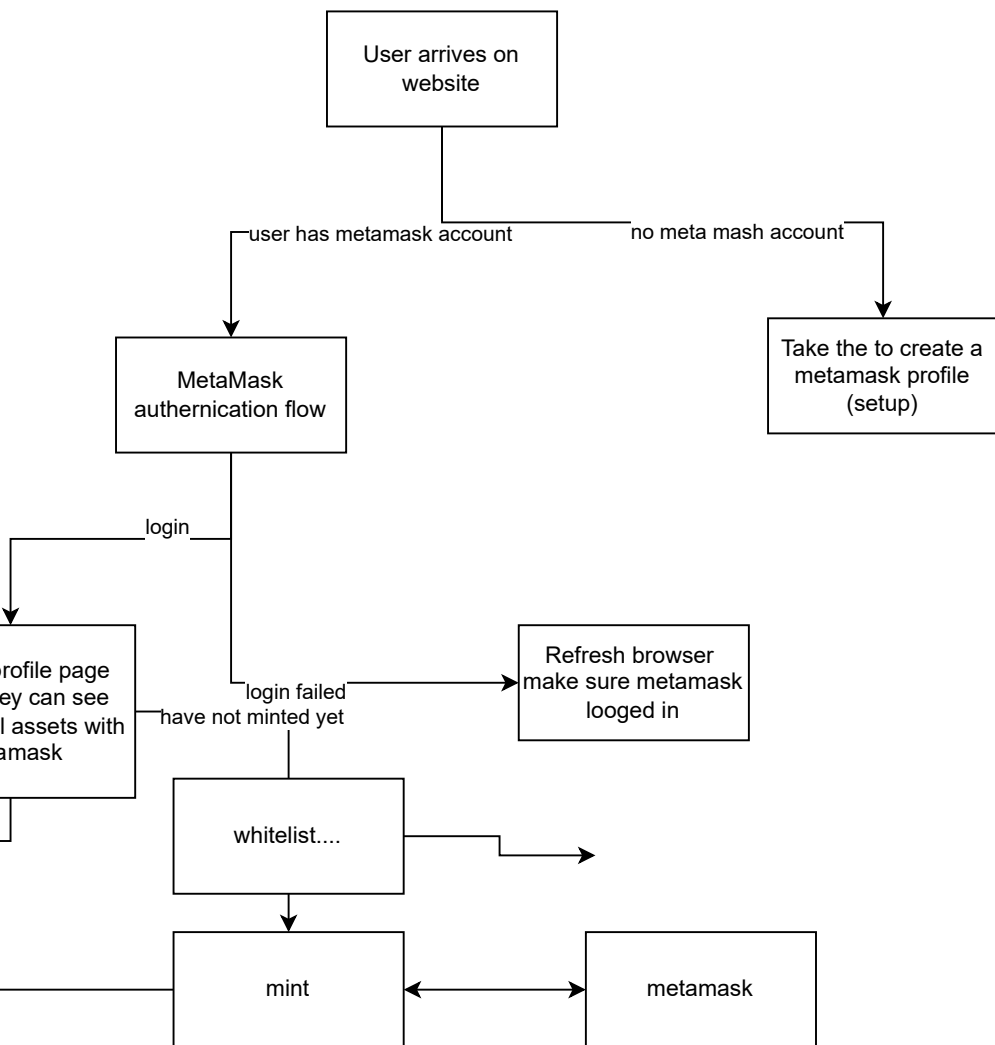 User arrives on
website
user has metamask account
no meta mash account
MetaMask
authernication flow
Take the to create a
metamask profile
(setup)
login
rofile page
ey can see
l assets with
amask
login failed
have not minted yet
Refresh browser
make sure metamask
looged in
whitelist....
mint
metamask